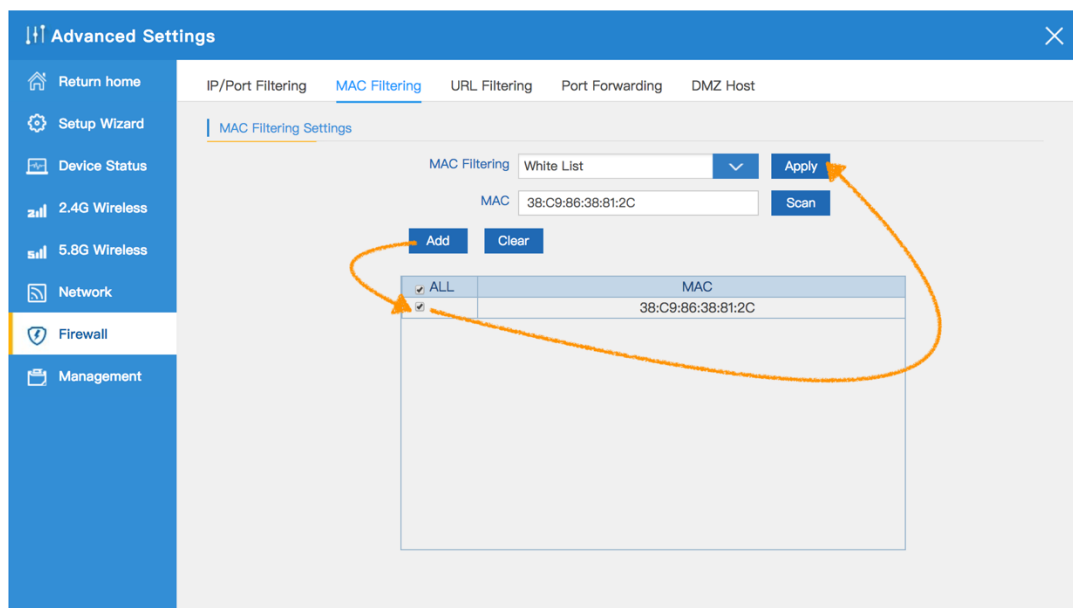 Advanced Settings
Return home
Setup Wizard
Device Status
2.4G Wireless
5.8G Wireless
Network
Firewall
Management
IP/Port Filtering MAC Filtering URL Filtering Port Forwarding DMZ Host
MAC Filtering Settings
MAC Filtering White List Apply
MAC 38:C9:86:38:81:2C Scan
Add Clear
ALL MAC
38:C9:86:38:81:2C